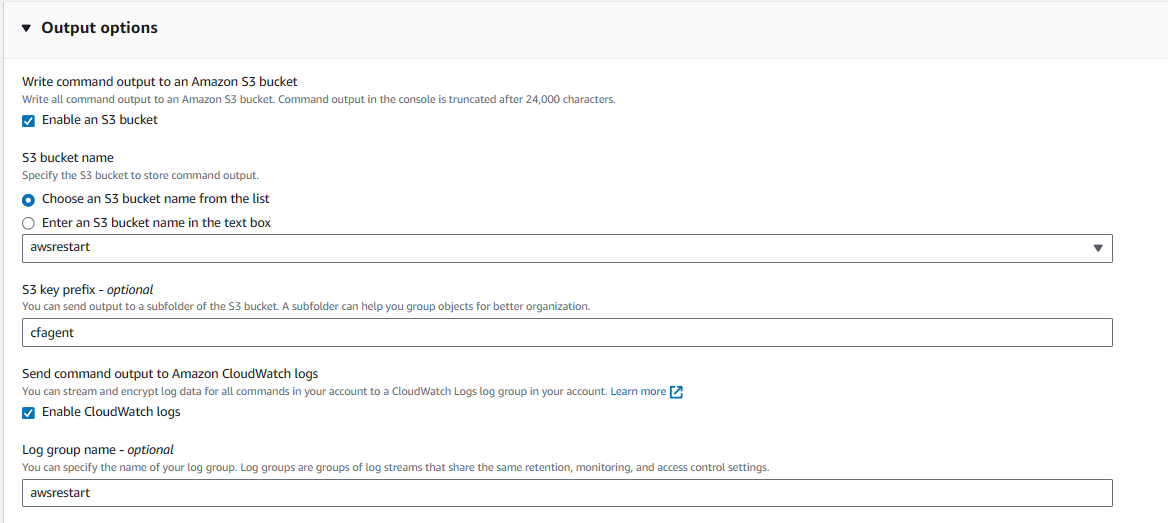 Output options
Write command output to an Amazon S3 bucket
Write all command output to an Amazon S3 bucket. Command output in the console is truncated after 24,000 characters.
Enable an S3 bucket
S3 bucket name
Specify the S3 bucket to store command output.
Choose an S3 bucket name from the list
Enter an S3 bucket name in the text box
awsrestart
S3 key prefix - optional
You can send output to a subfolder of the S3 bucket. A subfolder can help you group objects for better organization.
cfagent
Send command output to Amazon CloudWatch logs
You can stream and encrypt log data for all commands in your account to a CloudWatch Logs log group in your account. Learn more
Enable CloudWatch logs
Log group name - optional
You can specify the name of your log group. Log groups are groups of log streams that share the same retention, monitoring, and access control settings.
awsrestart